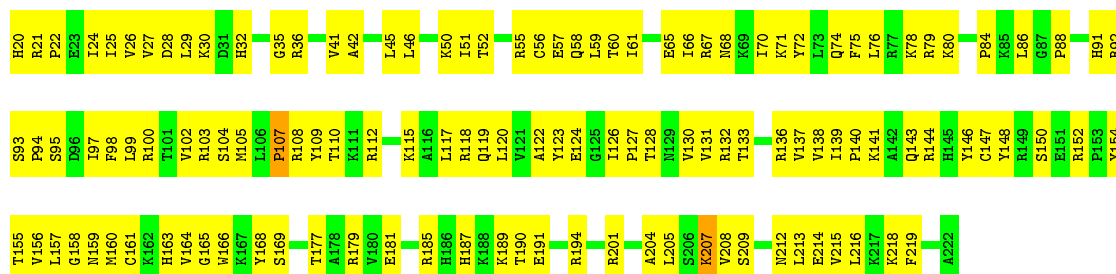 H20 R21 P22 E23 I24 I25 V26 V27 D28 L29 K30 D31 H32 G35 R36 V41 A42 L45 L46 K50 I51 T52 R55 C56 E57 Q58 L59 T60 I61 E65 I66 R67 N68 K69 I70 K71 Y72 L73 Q74 F75 L76 R77 K78 R79 K80 P84 K85 L86 G87 P88 H91
S93 P94 S95 D96 I97 F98 L99 R100 T101 V102 R103 S104 M105 L106 P107 R108 Y109 T110 K111 R112 K115 A116 L117 R118 Q119 L120 V121 A122 Y123 E124 G125 I126 P127 T128 N129 V130 V131 R132 T133 R136 V137 V138 I139 P140 K141 A142 Q143 R144 H145 Y146 C147 Y148 R149 S150 E151 R152 P153 Y154
T155 V156 L157 G158 N159 M160 C161 K162 H163 V164 G165 W166 K167 Y168 S169 T177 A178 R179 V180 E181 R185 H186 H187 K188 K189 T190 E191 R194 R201 A204 L205 S206 K207 V208 S209 N212 L213 E214 V215 L216 K217 K218 F219 A222